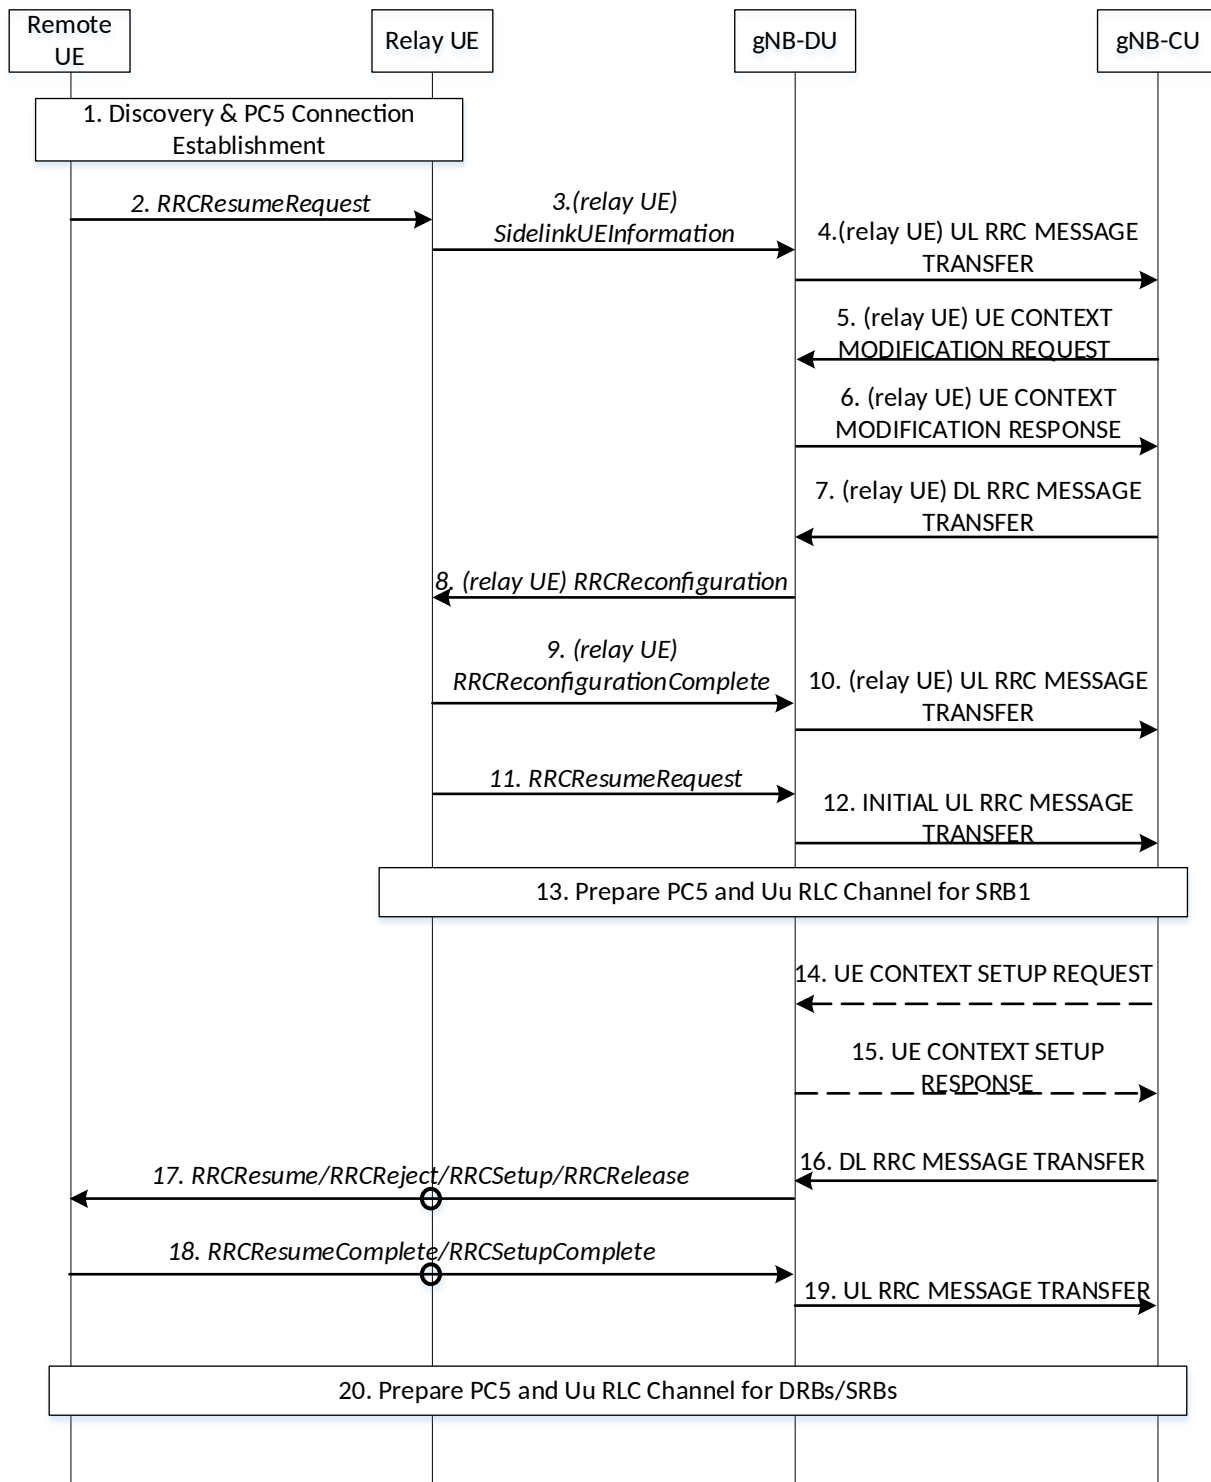 Remote
UE
Relay UE
gNB-DU
gNB-CU
1. Discovery & PC5 Connection
Establishment
2. RRCResumeRequest
3.(relay UE)
SidelinkUEInformation
4.(relay UE) UL RRC MESSAGE
TRANSFER
5. (relay UE) UE CONTEXT
MODIFICATION REQUEST
6. (relay UE) UE CONTEXT
MODIFICATION RESPONSE
7. (relay UE) DL RRC MESSAGE
TRANSFER
8. (relay UE) RRCReconfiguration
9. (relay UE)
RRCReconfigurationComplete
10. (relay UE) UL RRC MESSAGE
TRANSFER
11. RRCResumeRequest
12. INITIAL UL RRC MESSAGE
TRANSFER
13. Prepare PC5 and Uu RLC Channel for SRB1
14. UE CONTEXT SETUP REQUEST
15. UE CONTEXT SETUP
RESPONSE
16. DL RRC MESSAGE TRANSFER
17. RRCResume/RRCReject/RRCSetup/RRCRelease
18. RRCResumeComplete/RRCSetupComplete
19. UL RRC MESSAGE TRANSFER
20. Prepare PC5 and Uu RLC Channel for DRBs/SRBs